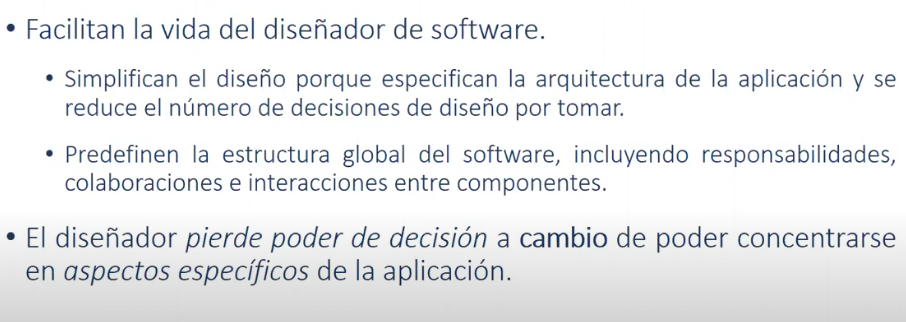 • Facilitan la vida del diseñador de software.
• Simplifican el diseño porque especifican la arquitectura de la aplicación y se
reduce el número de decisiones de diseño por tomar.
• Predefinen la estructura global del software, incluyendo responsabilidades,
colaboraciones e interacciones entre componentes.
• El diseñador pierde poder de decisión a cambio de poder concentrarse
en aspectos específicos de la aplicación.